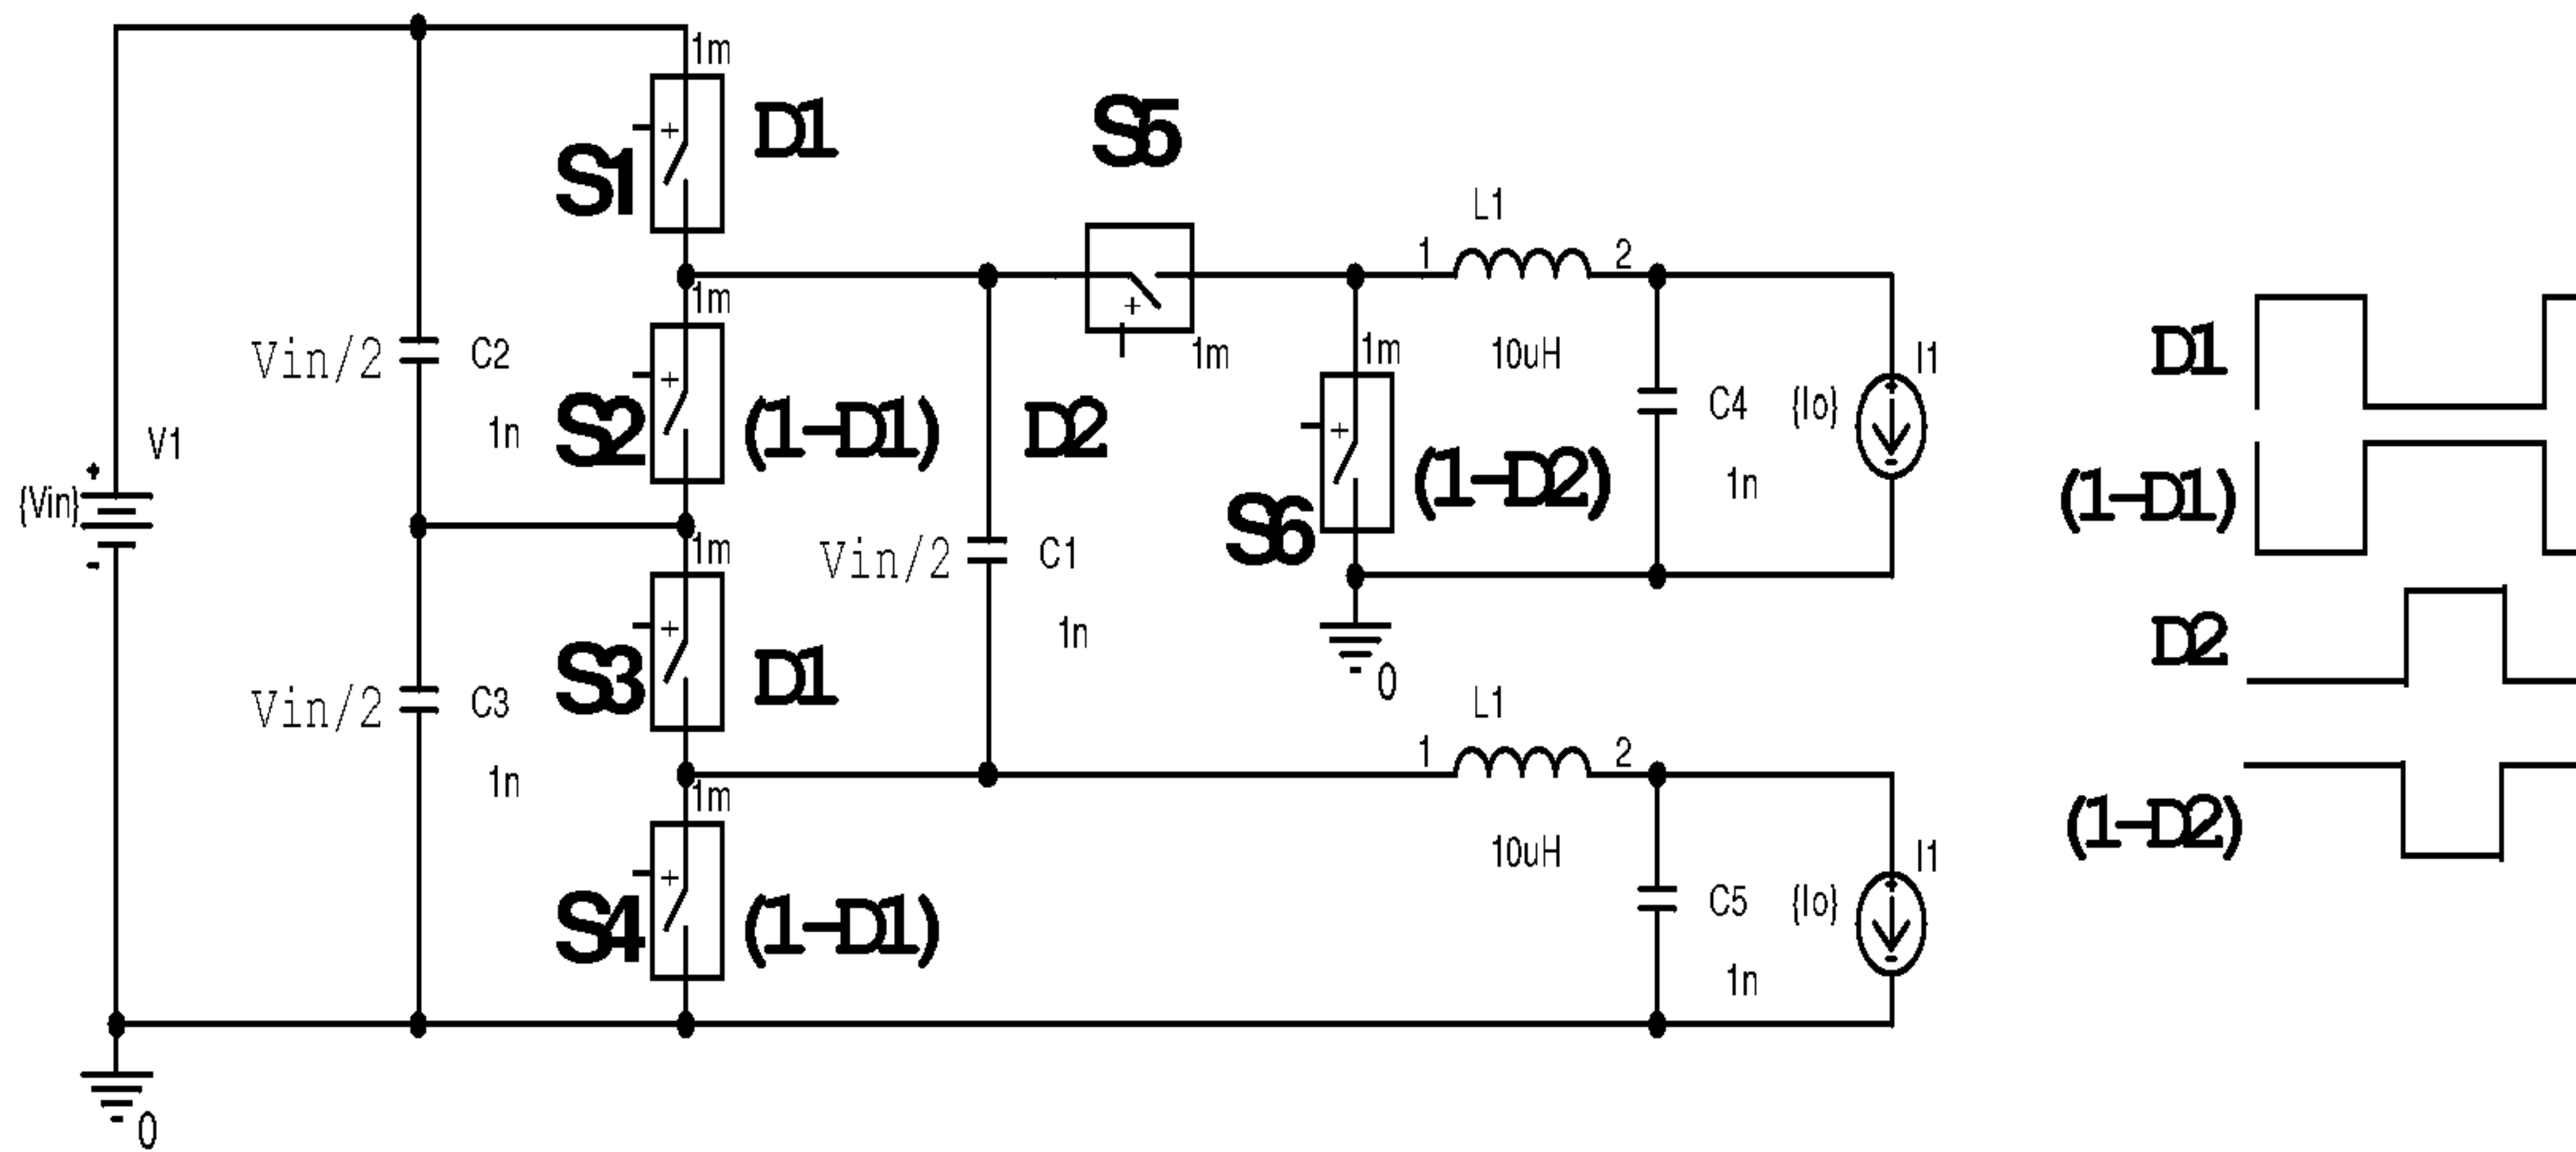 1m
D1
S1
S5
L1
1 2
1m
Vin/2 C2
1n
S2 (1-D1)
D2
1m
1m
10uH
C4
{Io}
I1
1n
S6 (1-D2)
V1
+
{Vin}
-
1m
Vin/2 C1
1n
0
Vin/2 C3
1n
S3 D1
L1
1 2
1m
10uH
C5
{Io}
I1
1n
S4 (1-D1)
0
D1
(1-D1)
D2
(1-D2)